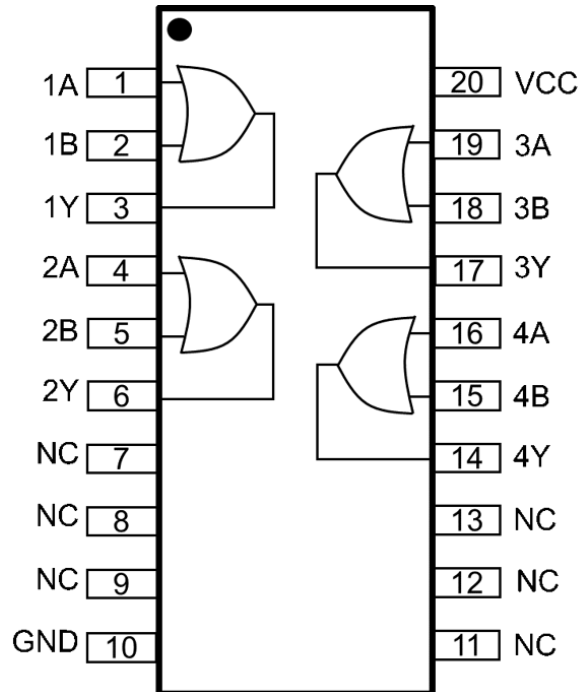 1A 1 20 VCC
1B 2 19 3A
1Y 3 18 3B
2A 4 17 3Y
2B 5 16 4A
2Y 6 15 4B
NC 7 14 4Y
NC 8 13 NC
NC 9 12 NC
GND 10 11 NC